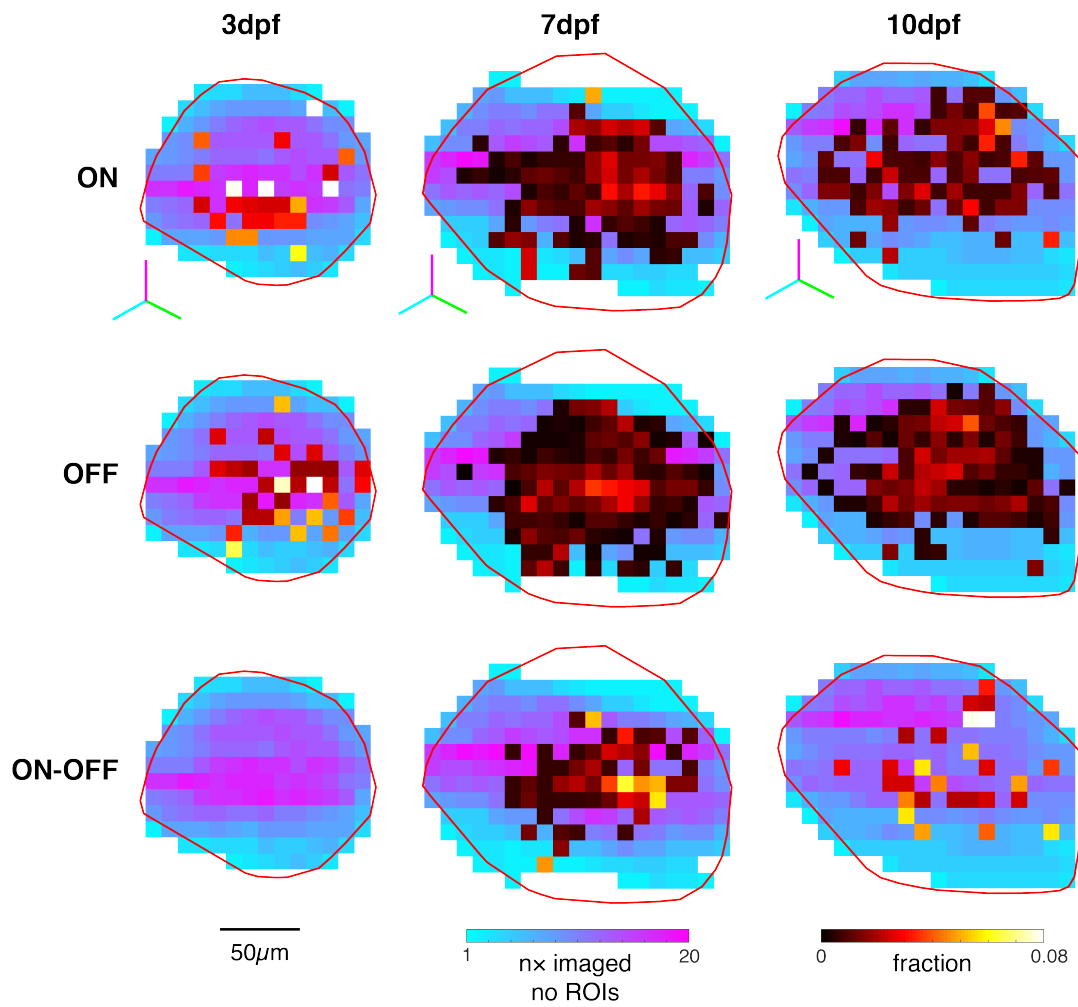 3dpf 7dpf 10dpf
ON
OFF
ON-OFF
50µm
1 20
n× imaged
no ROIs
0 0.08
fraction